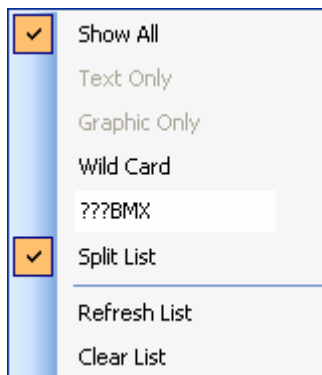 Show All
Text Only
Graphic Only
Wild Card
???BMX
Split List
Refresh List
Clear List